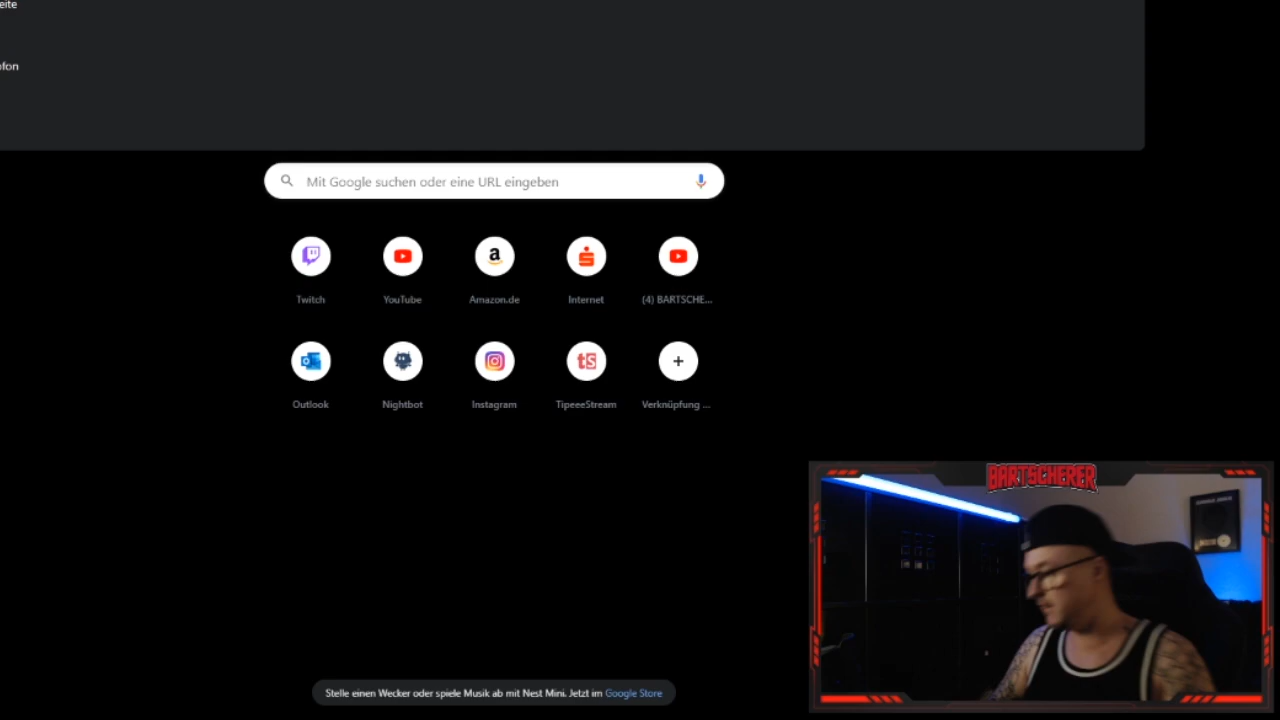 eite
efon
Mit Google suchen oder eine URL eingeben
Twitch
YouTube
Amazon.de
Internet
(4) BARTSCHE...
Outlook
Nightbot
Instagram
TipeeeStream
Verknüpfung ...
BARTSCHERER
Stelle einen Wecker oder spiele Musik ab mit Nest Mini. Jetzt im Google Store